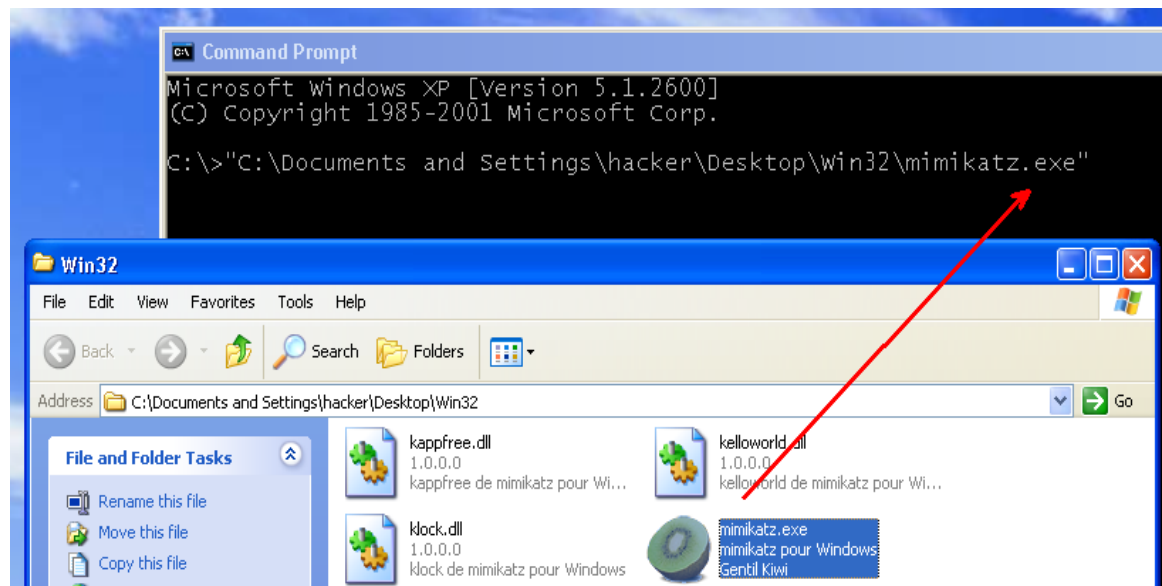 Command Prompt
Microsoft Windows XP [Version 5.1.2600]
(C) Copyright 1985-2001 Microsoft Corp.
C:\>"C:\Documents and Settings\hacker\Desktop\Win32\mimikatz.exe"
Win32
File Edit View Favorites Tools Help
Back Search Folders
Address C:\Documents and Settings\hacker\Desktop\Win32 Go
File and Folder Tasks
Rename this file
Move this file
Copy this file
kappfree.dll
1.0.0.0
kappfree de mimikatz pour Wi...
kelloworld.dll
1.0.0.0
kelloworld de mimikatz pour Wi...
klock.dll
1.0.0.0
klock de mimikatz pour Windows
mimikatz.exe
mimikatz pour Windows
Gentil Kiwi